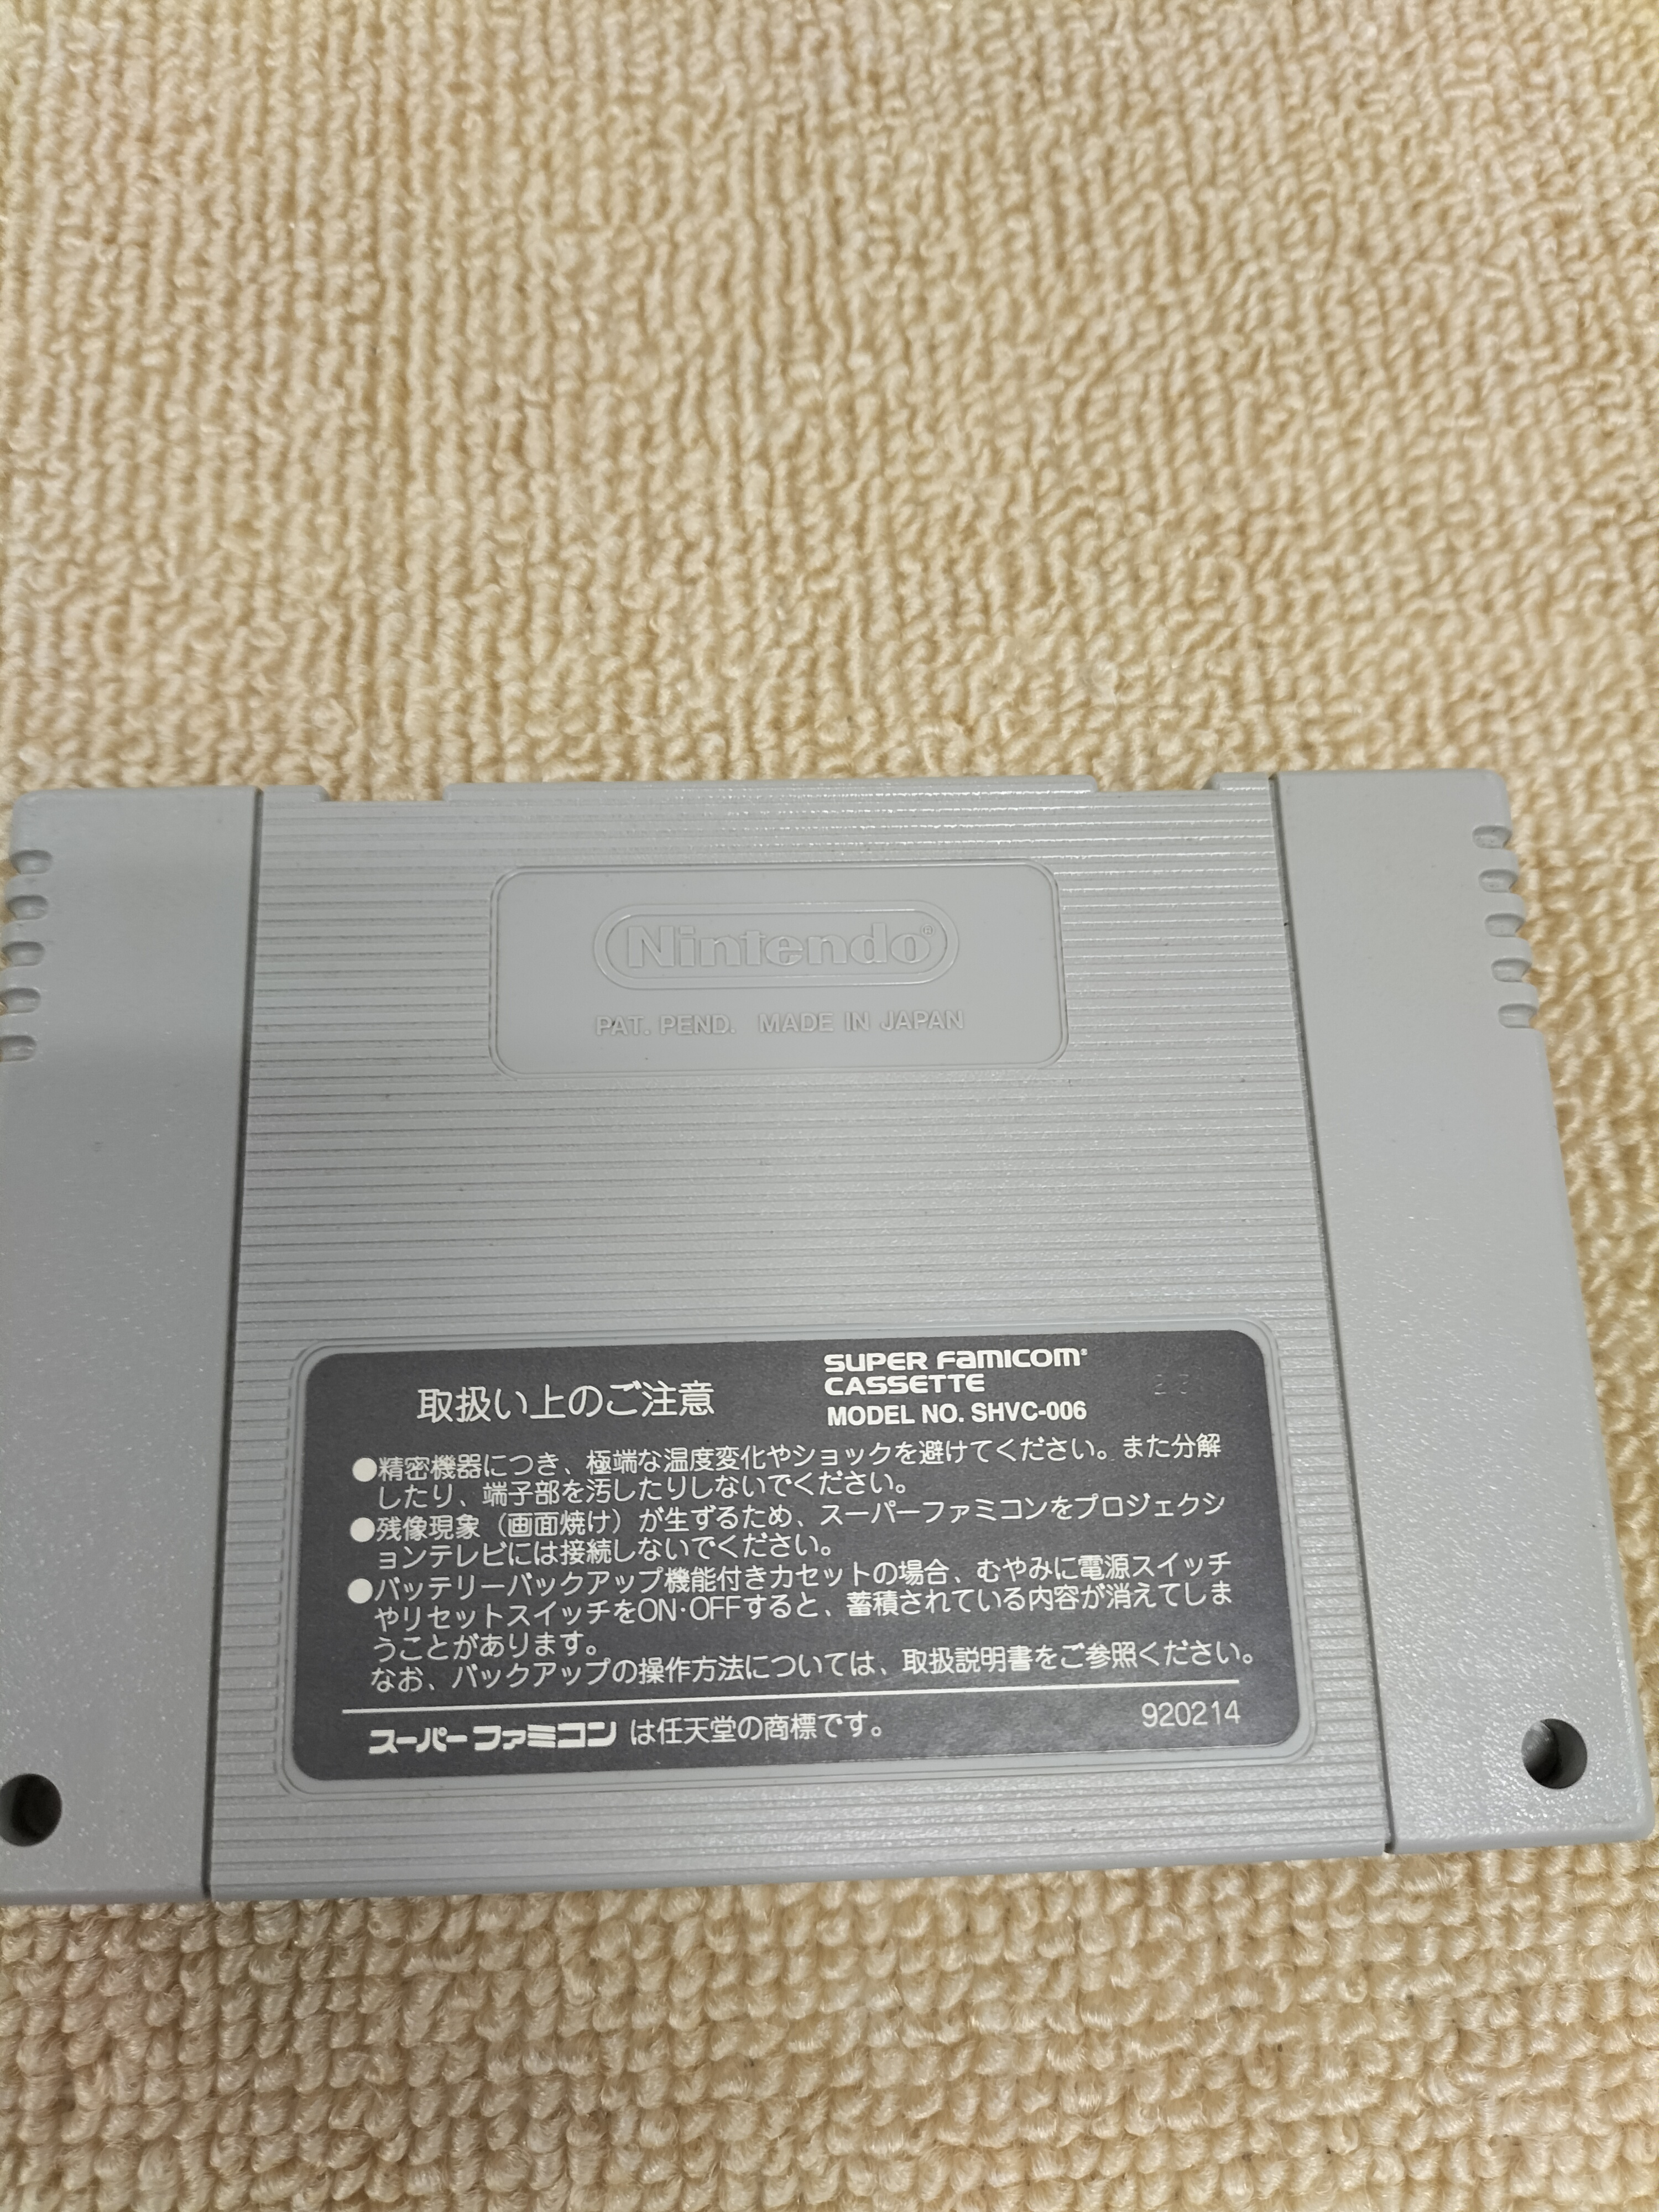 Nintendo®
PAT. PEND. MADE IN JAPAN
取扱い上のご注意
SUPER FAMICOM®
CASSETTE
MODEL NO. SHVC-006
●精密機器につき、極端な温度変化やショックを避けてください。また分解
したり、端子部を汚したりしないでください。
●残像現象（画面焼け）が生ずるため、スーパーファミコンをプロジェクシ
ョンテレビには接続しないでください。
●バッテリーバックアップ機能付きカセットの場合、むやみに電源スイッチ
やリセットスイッチをON·OFFすると、蓄積されている内容が消えてしま
うことがあります。
なお、バックアップの操作方法については、取扱説明書をご参照ください。
スーパーファミコンは任天堂の商標です。
920214